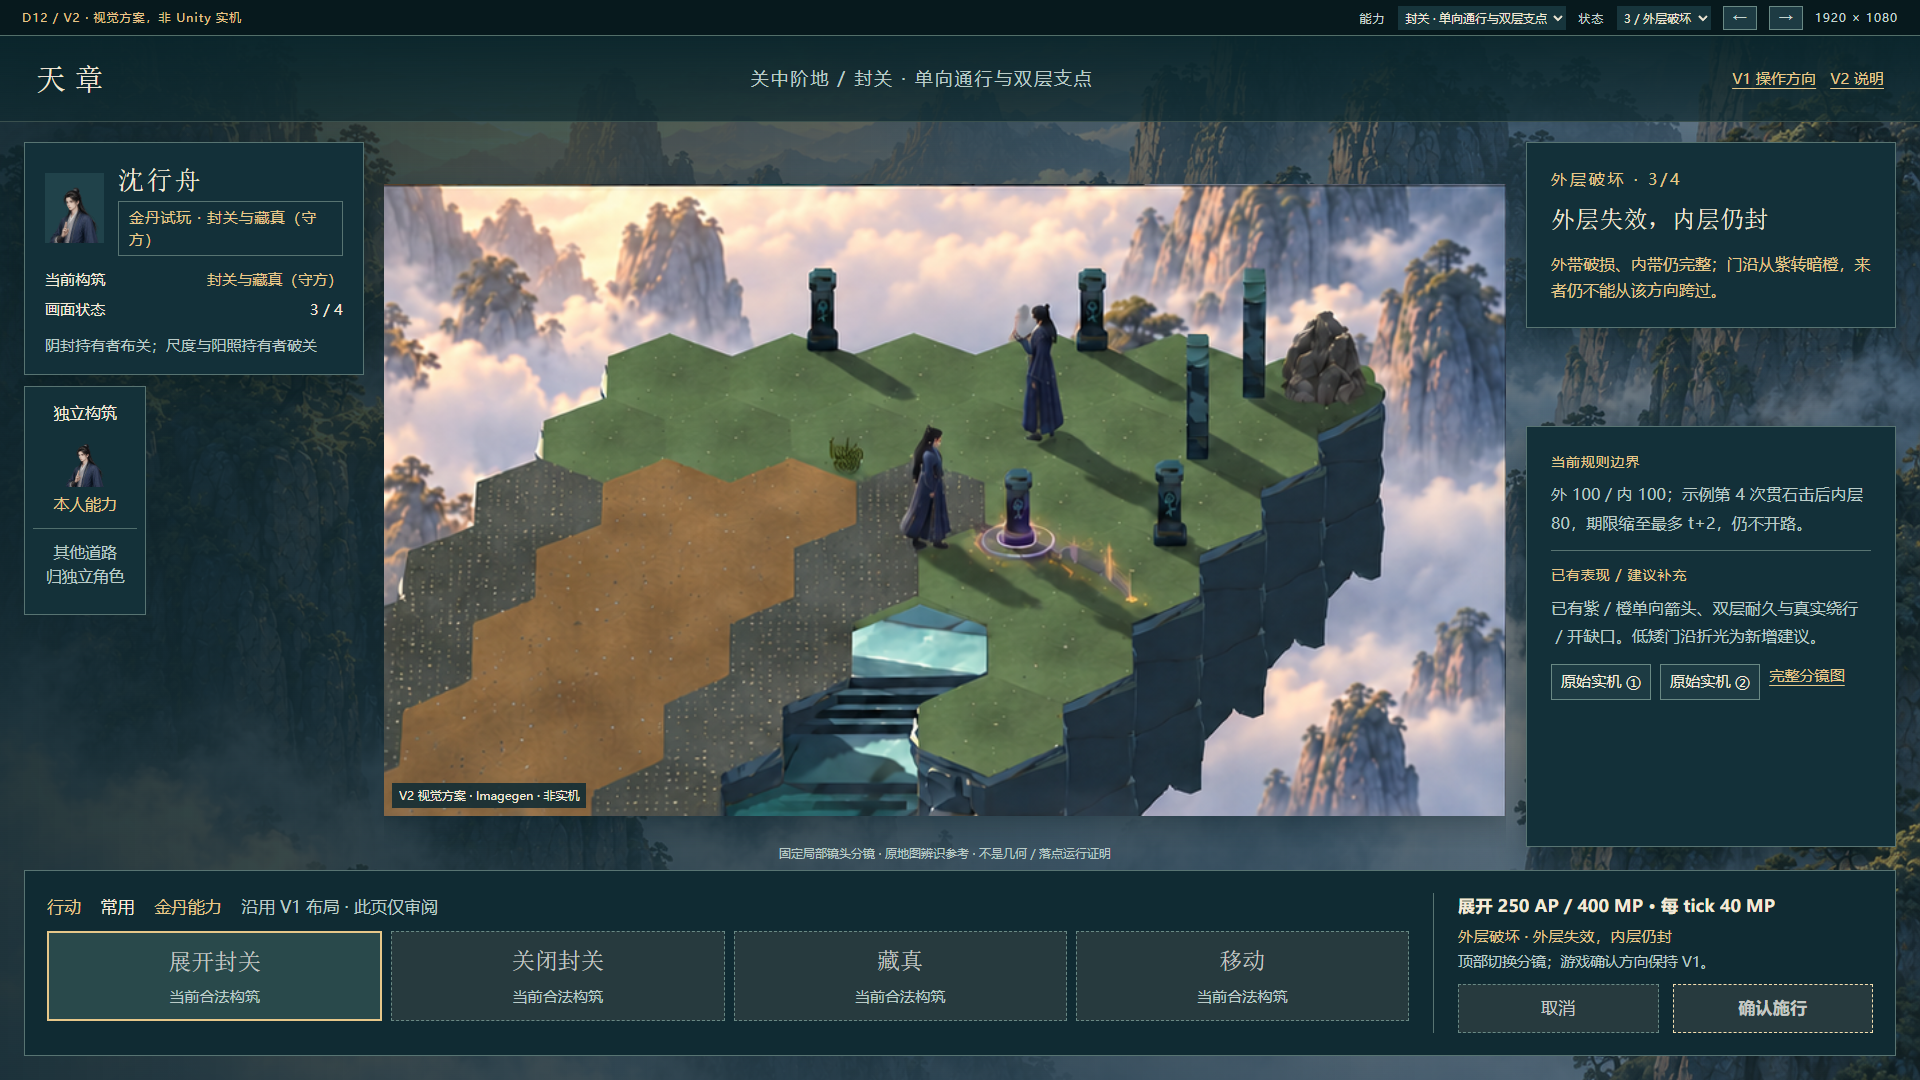 D12 / V2 · 视觉方案，非 Unity 实机
能力 封关 · 单向通行与双层支点 状态 3 / 外层破坏 ← → 1920 × 1080
天章
关中阶地 / 封关 · 单向通行与双层支点
V1 操作方向 V2 说明
沈行舟
金丹试玩 · 封关与藏真（守
方）
当前构筑 封关与藏真（守方）
画面状态 3 / 4
阴封持有者布关；尺度与阳照持有者破关
独立构筑
本人能力
其他道路
归独立角色
V2 视觉方案 · Imagegen · 非实机
固定局部镜头分镜 · 原地图辨识参考 · 不是几何 / 落点运行证明
外层破坏 · 3/4
外层失效，内层仍封
外带破损、内带仍完整；门沿从紫转暗橙，来
者仍不能从该方向跨过。
当前规则边界
外 100 / 内 100；示例第 4 次贯石击后内层
80，期限缩至最多 t+2，仍不开路。
已有表现 / 建议补充
已有紫 / 橙单向箭头、双层耐久与真实绕行
/ 开缺口。低矮门沿折光为新增建议。
原始实机 ① 原始实机 ② 完整分镜图
行动 常用 金丹能力 沿用 V1 布局 · 此页仅审阅
展开封关
当前合法构筑
关闭封关
当前合法构筑
藏真
当前合法构筑
移动
当前合法构筑
展开 250 AP / 400 MP • 每 tick 40 MP
外层破坏 · 外层失效，内层仍封
顶部切换分镜；游戏确认方向保持 V1。
取消 确认施行